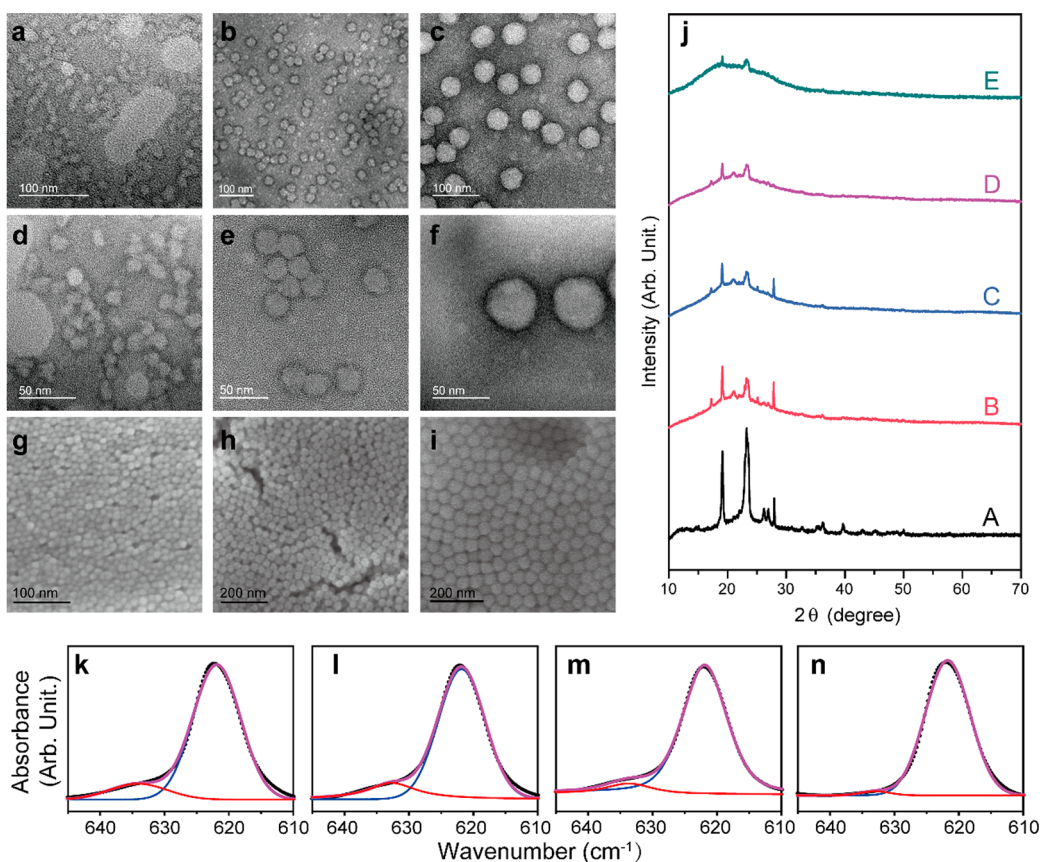 a
b
c
100 nm
100 nm
100 nm
d
e
f
50 nm
50 nm
50 nm
g
h
i
100 nm
200 nm
200 nm
j
E
D
C
B
A
Intensity (Arb. Unit.)
10 20 30 40 50 60 70
2θ (degree)
k
l
m
n
Absorbance
(Arb. Unit.)
640 630 620 610
640 630 620 610
640 630 620 610
640 630 620 610
Wavenumber (cm⁻¹)